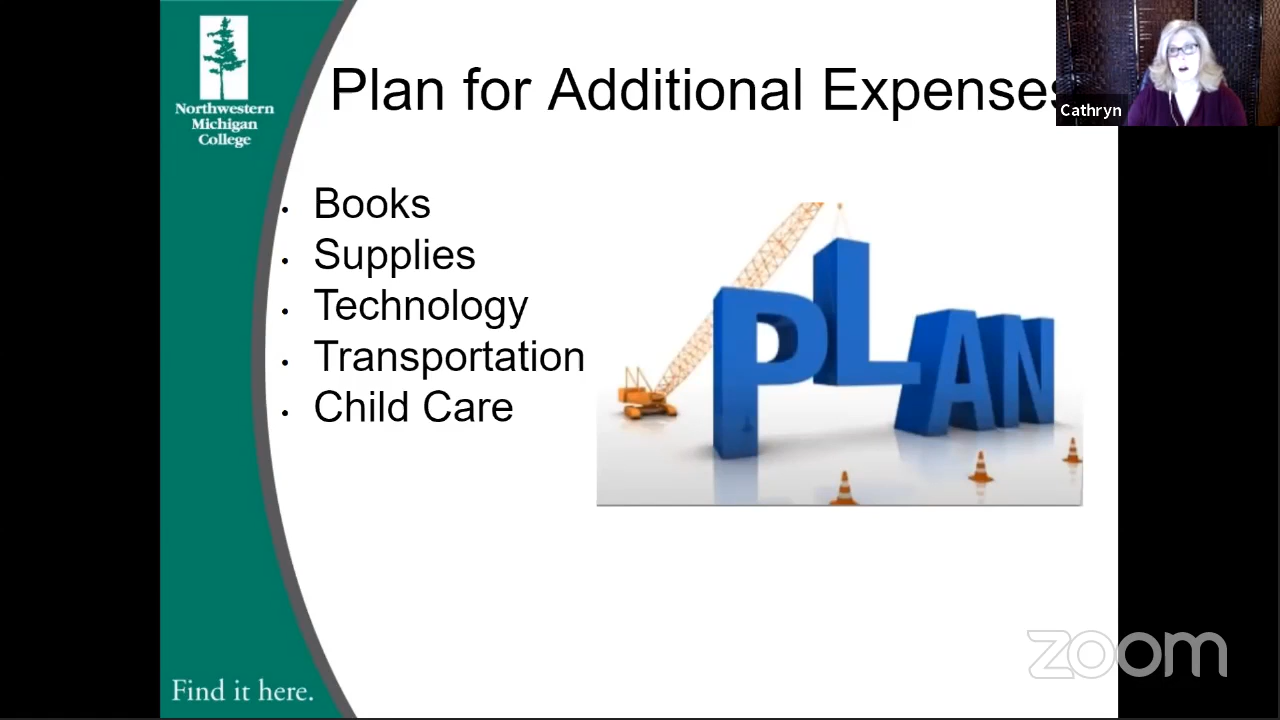 Northwestern
Michigan
College
Plan for Additional Expenses
Cathryn
Books
Supplies
Technology
Transportation
Child Care
PLAN
Find it here.
zoom